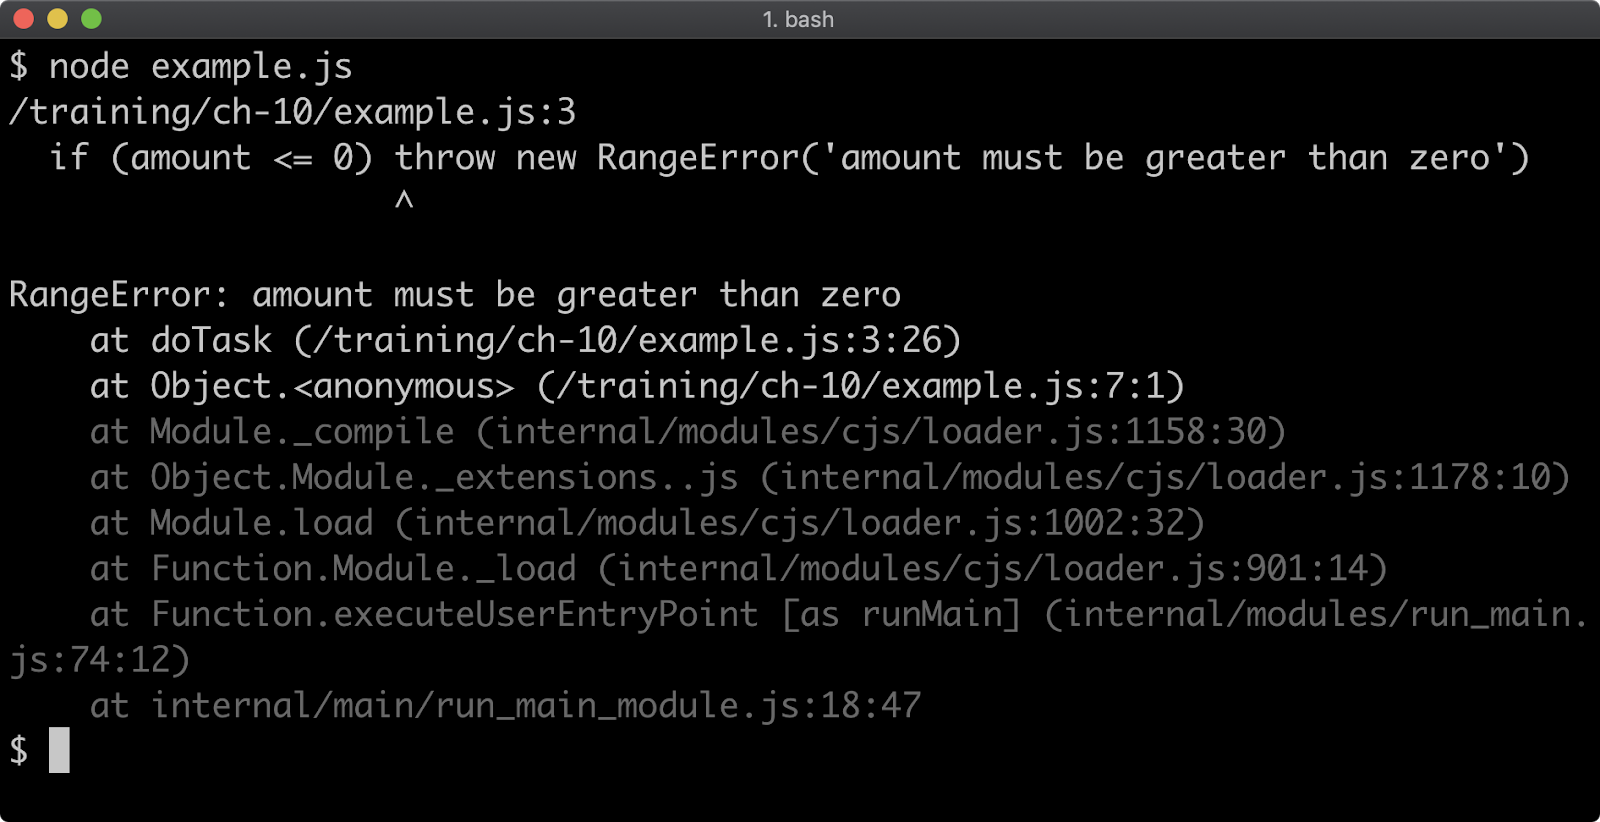 1. bash
$ node example.js
/training/ch-10/example.js:3
  if (amount <= 0) throw new RangeError('amount must be greater than zero')
                   ^

RangeError: amount must be greater than zero
    at doTask (/training/ch-10/example.js:3:26)
    at Object.<anonymous> (/training/ch-10/example.js:7:1)
    at Module._compile (internal/modules/cjs/loader.js:1158:30)
    at Object.Module._extensions..js (internal/modules/cjs/loader.js:1178:10)
    at Module.load (internal/modules/cjs/loader.js:1002:32)
    at Function.Module._load (internal/modules/cjs/loader.js:901:14)
    at Function.executeUserEntryPoint [as runMain] (internal/modules/run_main.
js:74:12)
    at internal/main/run_main_module.js:18:47
$